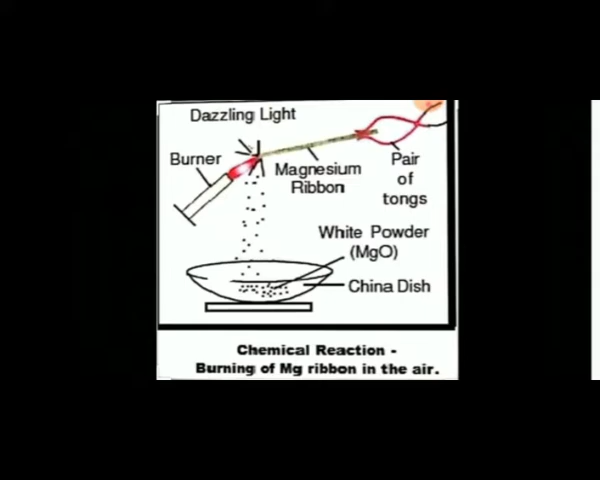 Dazzling Light
Burner
Magnesium
Ribbon
Pair
of
tongs
White Powder
(MgO)
China Dish
Chemical Reaction -
Burning of Mg ribbon in the air.